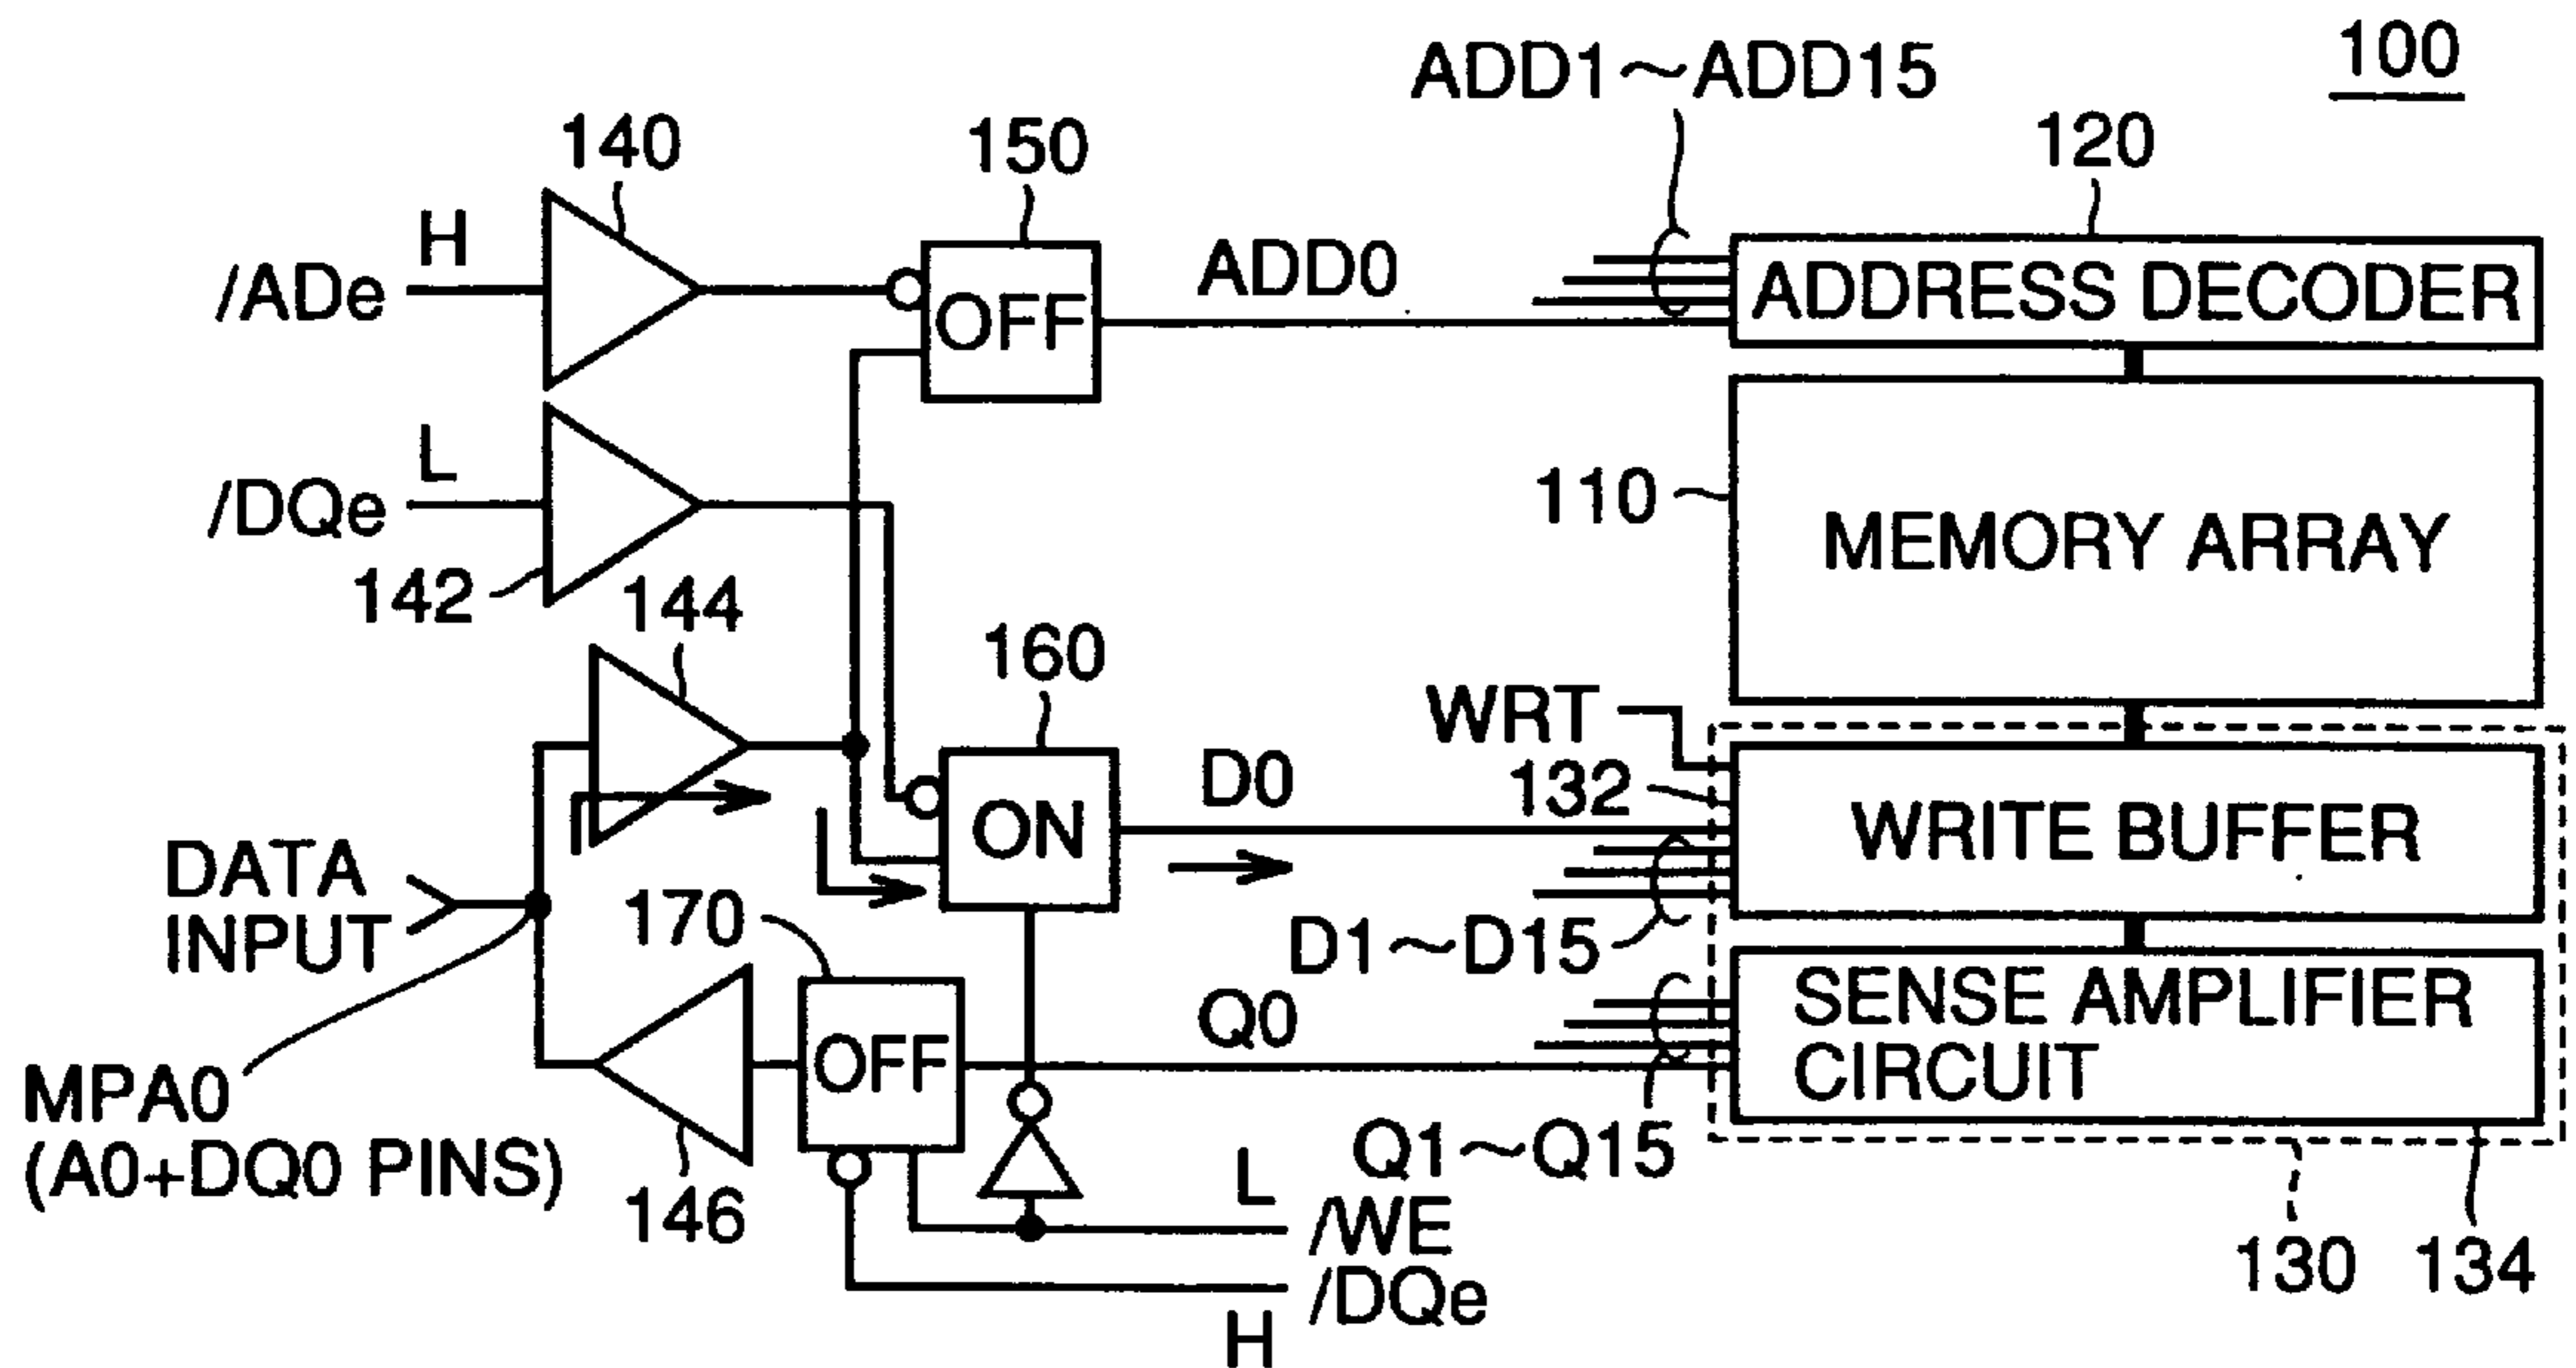 100
ADD1~ADD15
140
150
120
H
/ADe
OFF
ADD0
ADDRESS DECODER
L
/DQe
142
110
MEMORY ARRAY
144
160
WRT
132
ON
D0
WRITE BUFFER
DATA
INPUT
170
D1~D15
OFF
Q0
SENSE AMPLIFIER
CIRCUIT
MPA0
(A0+DQ0 PINS)
146
Q1~Q15
L
/WE
/DQe
H
130
134